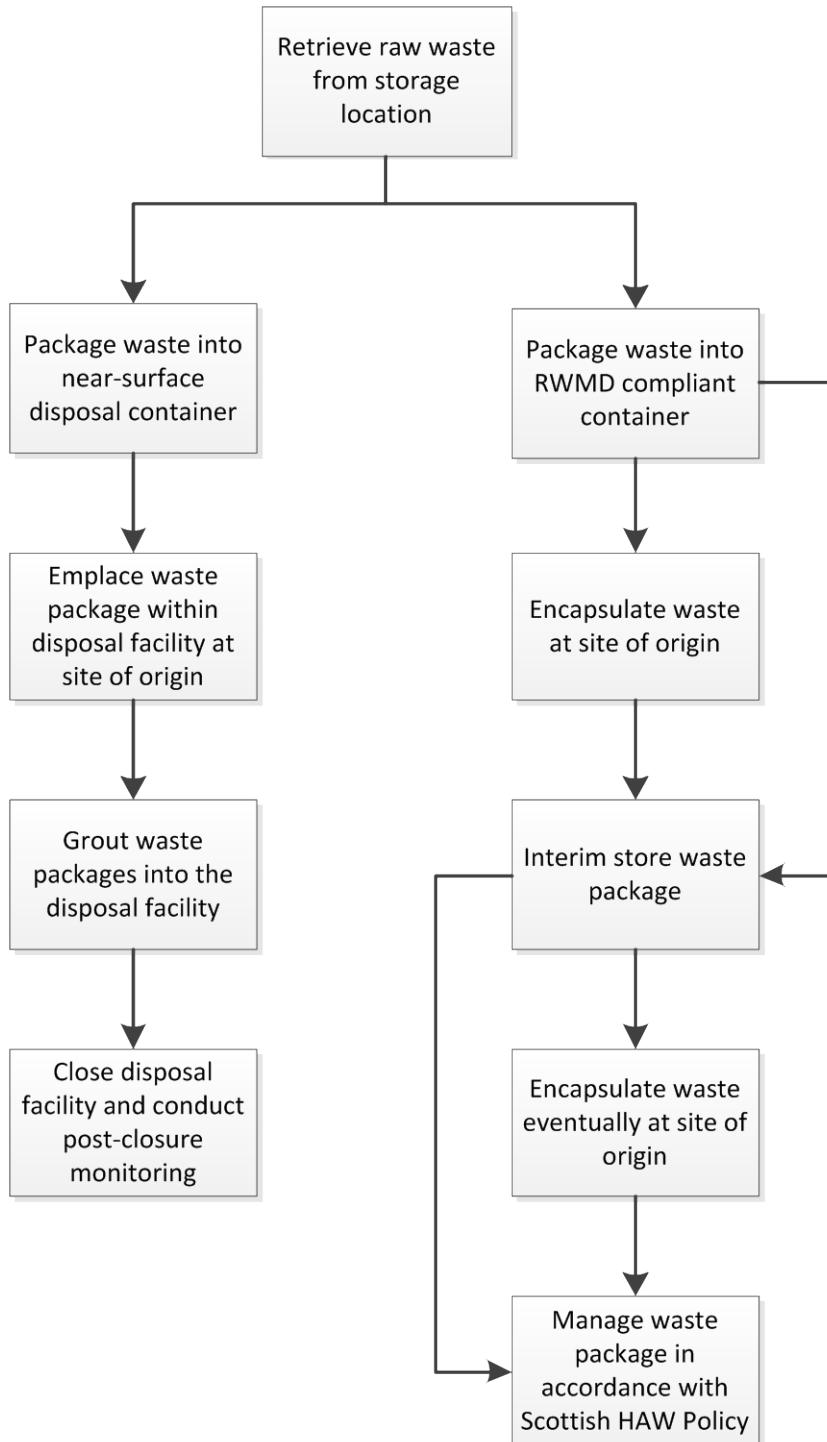 Retrieve raw waste
from storage
location
Package waste into
near-surface
disposal container
Emplace waste
package within
disposal facility at
site of origin
Grout waste
packages into the
disposal facility
Close disposal
facility and conduct
post-closure
monitoring
Package waste into
RWMD compliant
container
Encapsulate waste
at site of origin
Interim store waste
package
Encapsulate waste
eventually at site of
origin
Manage waste
package in
accordance with
Scottish HAW Policy